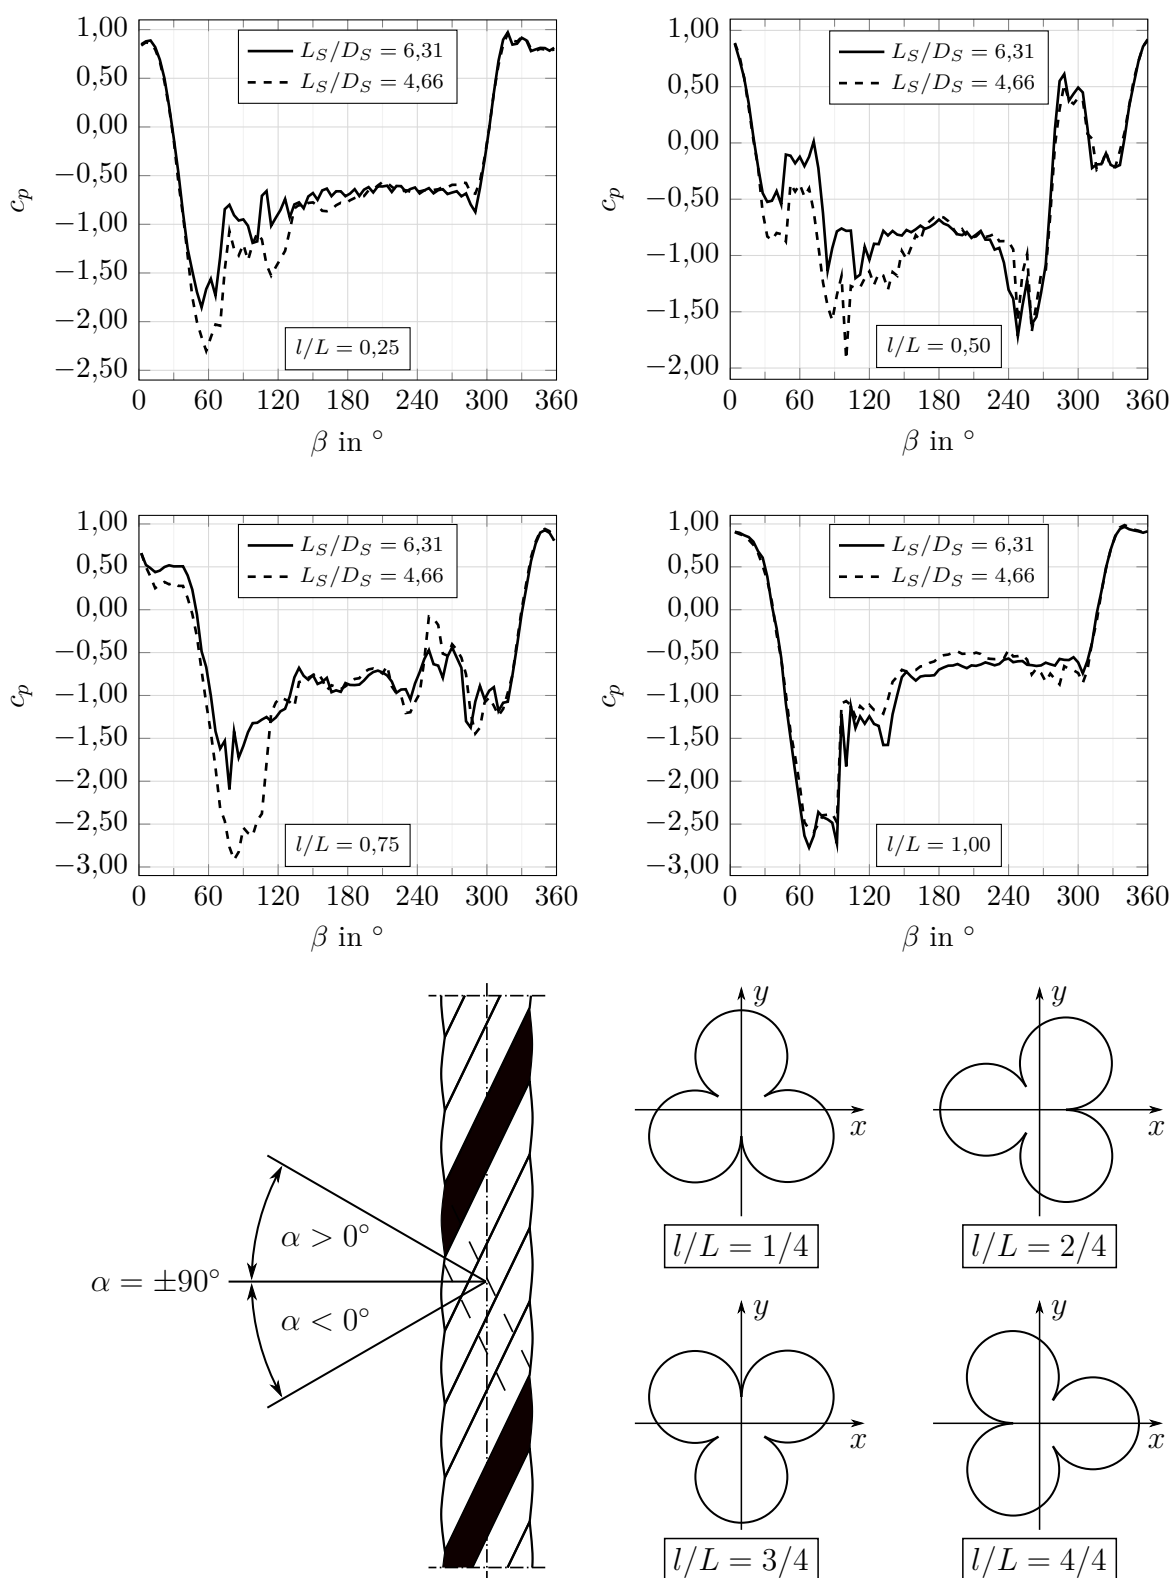 1,00
0,50
0,00
−0,50
−1,00
−1,50
−2,00
−2,50
c_p
L_S/D_S = 6,31
L_S/D_S = 4,66
l/L = 0,25
0 60 120 180 240 300 360
β in °
1,00
0,50
0,00
−0,50
−1,00
−1,50
−2,00
c_p
L_S/D_S = 6,31
L_S/D_S = 4,66
l/L = 0,50
0 60 120 180 240 300 360
β in °
1,00
0,50
0,00
−0,50
−1,00
−1,50
−2,00
−2,50
−3,00
c_p
L_S/D_S = 6,31
L_S/D_S = 4,66
l/L = 0,75
0 60 120 180 240 300 360
β in °
1,00
0,50
0,00
−0,50
−1,00
−1,50
−2,00
−2,50
−3,00
c_p
L_S/D_S = 6,31
L_S/D_S = 4,66
l/L = 1,00
0 60 120 180 240 300 360
β in °
α > 0°
α = ±90°
α < 0°
y
x
l/L = 1/4
y
x
l/L = 2/4
y
x
l/L = 3/4
y
x
l/L = 4/4